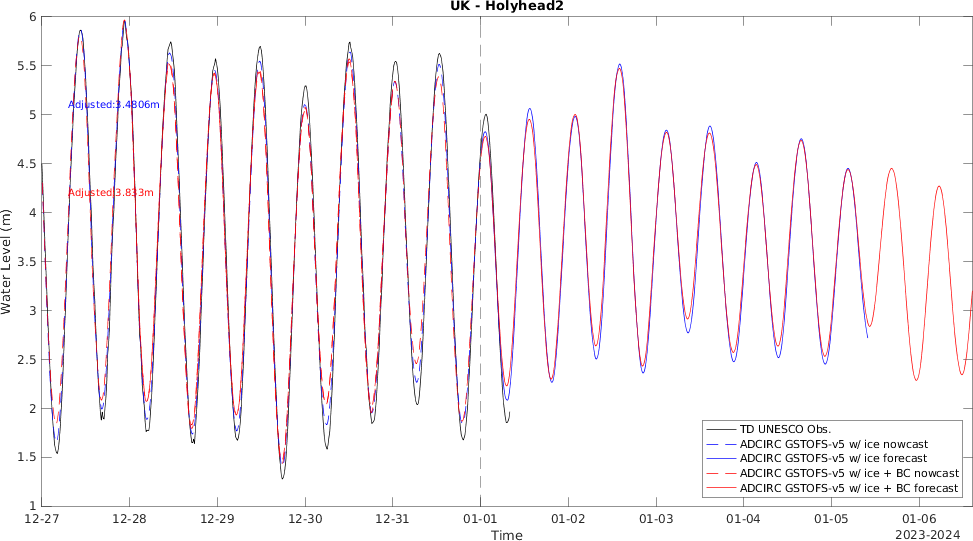 UK - Holyhead2
6
5.5
5
4.5
4
3.5
3
2.5
2
1.5
1
Water Level (m)
Adjusted:3.4806m
Adjusted:3.833m
12-27
12-28
12-29
12-30
12-31
01-01
01-02
01-03
01-04
01-05
01-06
Time
2023-2024
TD UNESCO Obs.
ADCIRC GSTOFS-v5 w/ ice nowcast
ADCIRC GSTOFS-v5 w/ ice forecast
ADCIRC GSTOFS-v5 w/ ice + BC nowcast
ADCIRC GSTOFS-v5 w/ ice + BC forecast